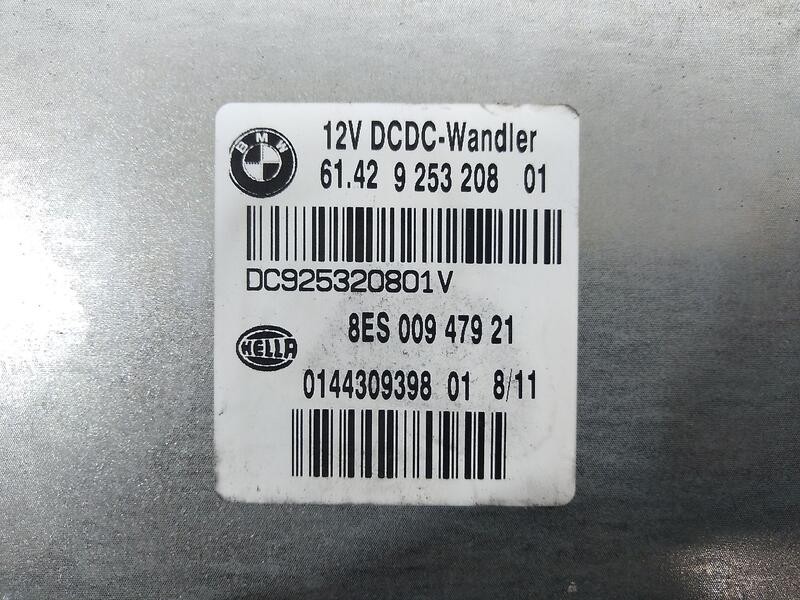 BMW
12V DCDC-Wandler
61.42 9 253 208 01
DC925320801V
8ES 009 479 21
HELLA
0144309398 01 8/11